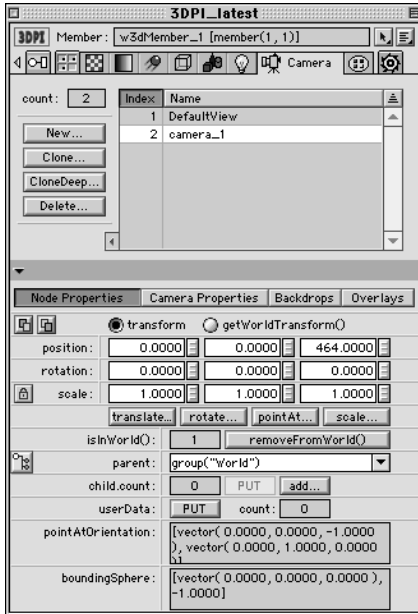 3DPI_latest
3DPI Member: w3dMember_1 [member(1, 1)]
Camera
count: 2 Index Name
1 DefaultView
New... 2 camera_1
Clone...
CloneDeep...
Delete...
Node Properties Camera Properties Backdrops Overlays
transform getWorldTransform()
position: 0.0000 0.0000 464.0000
rotation: 0.0000 0.0000 0.0000
scale: 1.0000 1.0000 1.0000
translate... rotate... pointAt... scale...
isInWorld(): 1 removeFromWorld()
parent: group("World")
child.count: 0 PUT add...
userData: PUT count: 0
pointAtOrientation: [vector( 0.0000, 0.0000, -1.0000
), vector( 0.0000, 1.0000, 0.0000
)]
boundingSphere: [vector( 0.0000, 0.0000, 0.0000 ),
-1.0000]